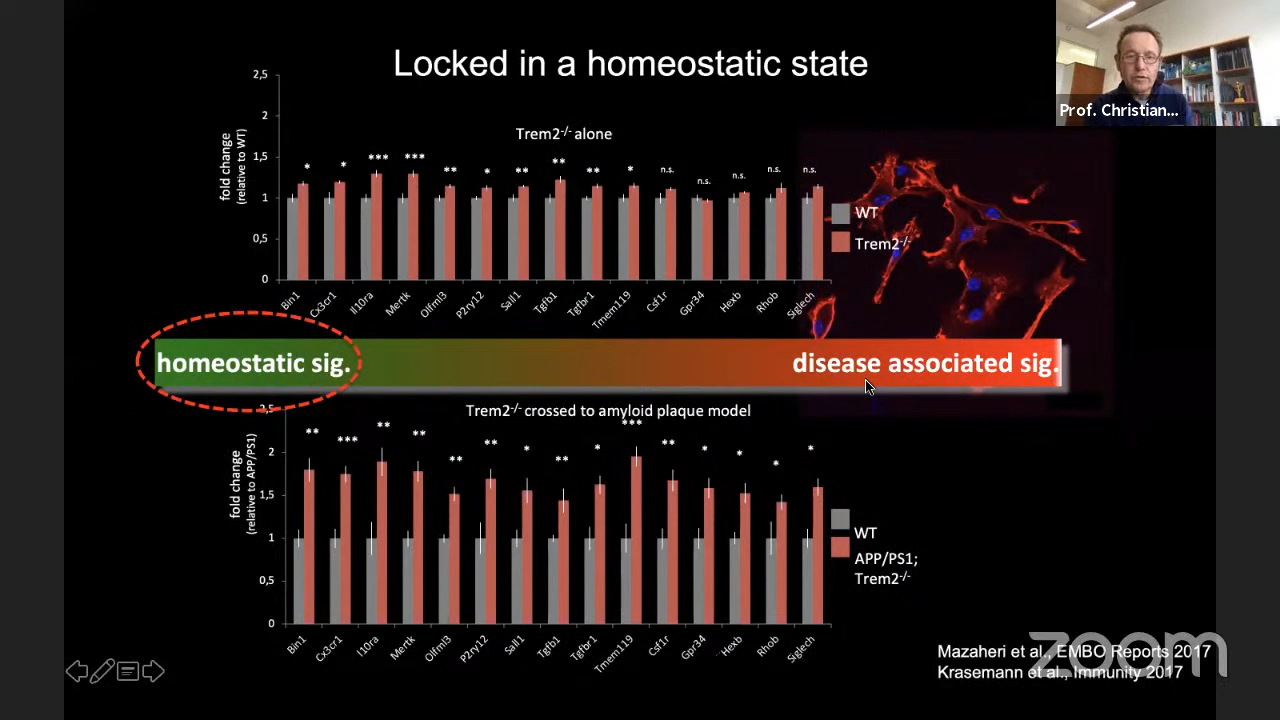 Locked in a homeostatic state
Prof. Christian...
Trem2-/- alone
fold change
(relative to WT)
2,5
2
1,5
1
0,5
0
* * *** *** ** * ** ** ** * n.s. n.s. n.s. n.s. n.s.
Bin1 Cx3cr1 Il10ra Mertk Olfml3 P2ry12 Sall1 Tgfb1 Tgfbr1 Tmem119 Csf1r Gpr34 Hexb Rhob Siglech
WT
Trem2-/-
homeostatic sig.
disease associated sig.
Trem2-/- crossed to amyloid plaque model
fold change
(relative to APP/PS1)
2,5
2
1,5
1
0,5
0
** *** ** ** ** ** * ** * *** ** * * * *
Bin1 Cx3cr1 Il10ra Mertk Olfml3 P2ry12 Sall1 Tgfb1 Tgfbr1 Tmem119 Csf1r Gpr34 Hexb Rhob Siglech
WT
APP/PS1;
Trem2-/-
Mazaheri et al., EMBO Reports 2017
Krasemann et al., Immunity 2017
zoom